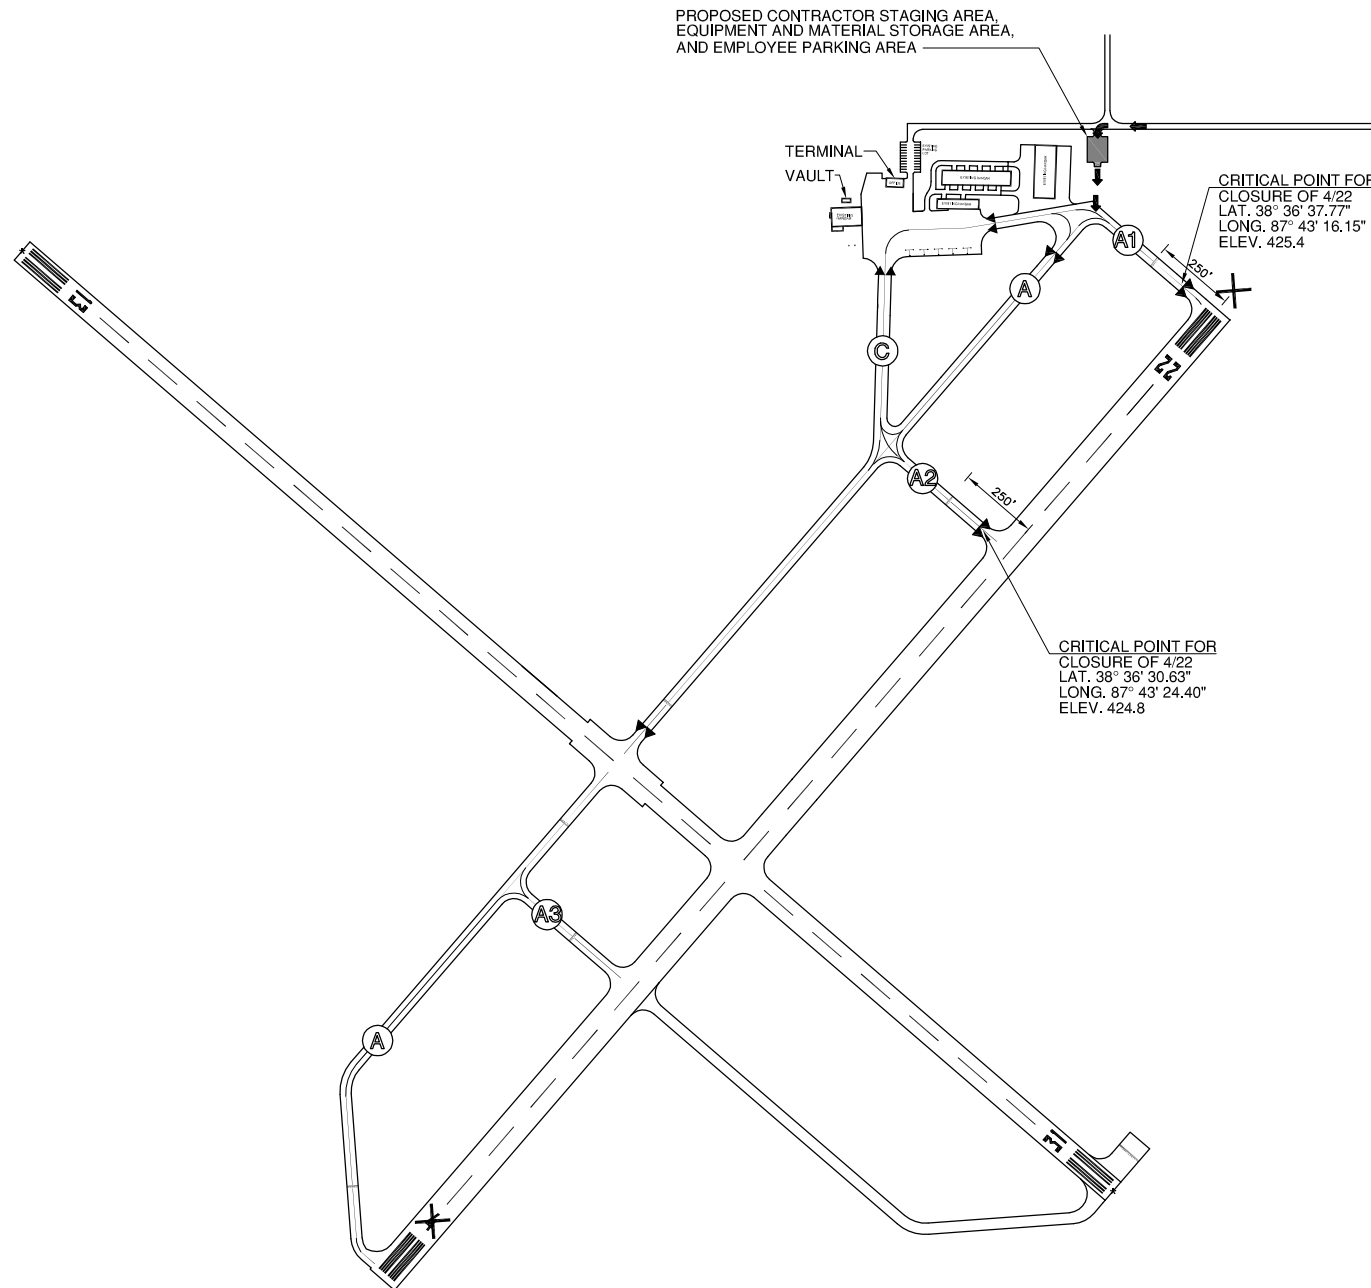 PROPOSED CONTRACTOR STAGING AREA,
EQUIPMENT AND MATERIAL STORAGE AREA,
AND EMPLOYEE PARKING AREA
TERMINAL
VAULT
CRITICAL POINT FOR
CLOSURE OF 4/22
LAT. 38° 36' 37.77"
LONG. 87° 43' 16.15"
ELEV. 425.4
A1
250'
A
13
C
22
A2
250'
CRITICAL POINT FOR
CLOSURE OF 4/22
LAT. 38° 36' 30.63"
LONG. 87° 43' 24.40"
ELEV. 424.8
A3
A